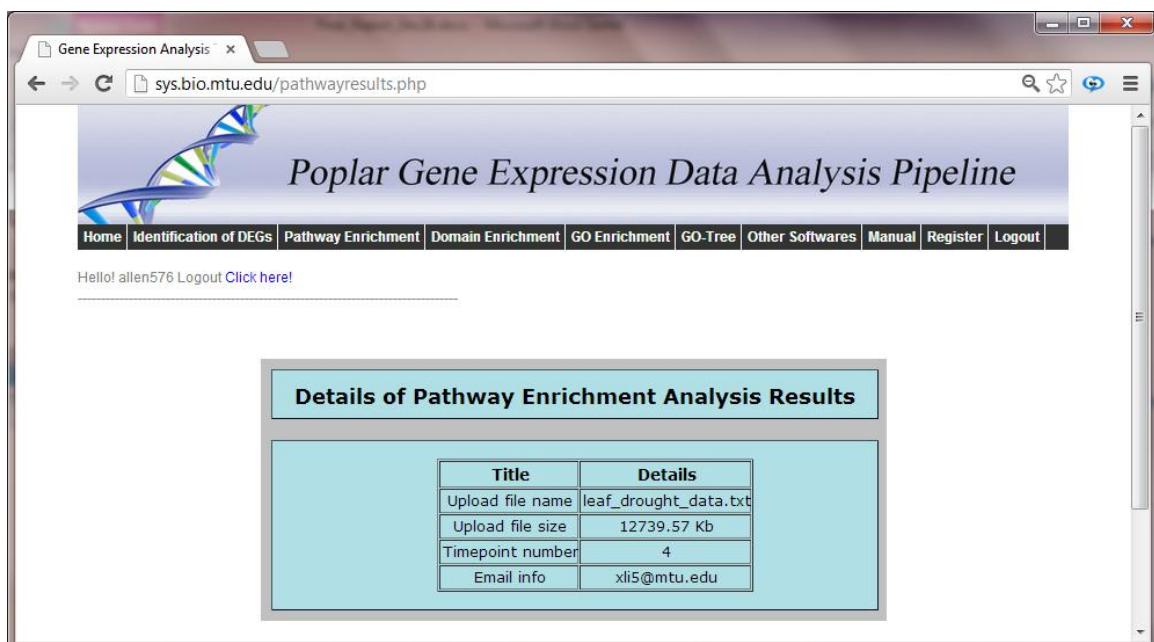 Gene Expression Analysis
sys.bio.mtu.edu/pathwayresults.php
Poplar Gene Expression Data Analysis Pipeline
Home Identification of DEGs Pathway Enrichment Domain Enrichment GO Enrichment GO-Tree Other Softwares Manual Register Logout
Hello! allen576 Logout Click here!
Details of Pathway Enrichment Analysis Results
Title Details
Upload file name leaf_drought_data.txt
Upload file size 12739.57 Kb
Timepoint number 4
Email info xli5@mtu.edu